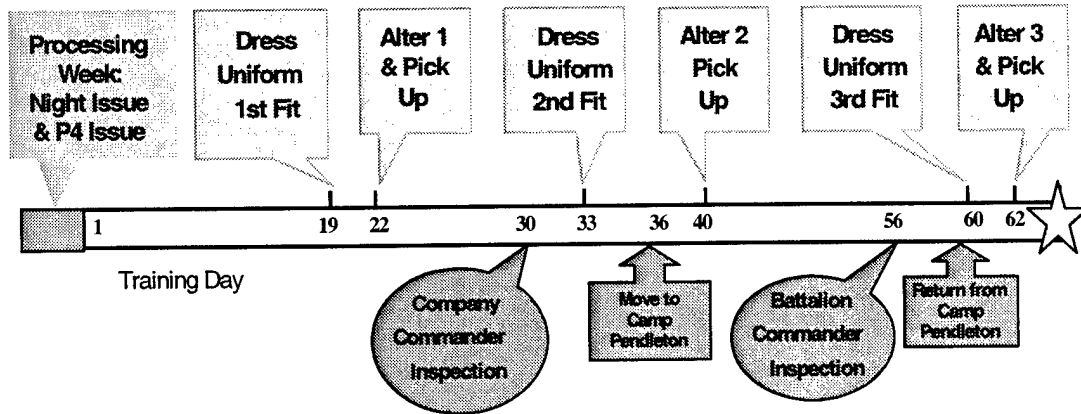 Processing
Week:
Night Issue
& P4 Issue
Dress
Uniform
1st Fit
Alter 1
& Pick
Up
Dress
Uniform
2nd Fit
Alter 2
Pick
Up
Dress
Uniform
3rd Fit
Alter 3
& Pick
Up
1 19 22 30 33 36 40 56 60 62
Training Day
Company
Commander
Inspection
Move to
Camp
Pendleton
Battalion
Commander
Inspection
Return from
Camp
Pendleton